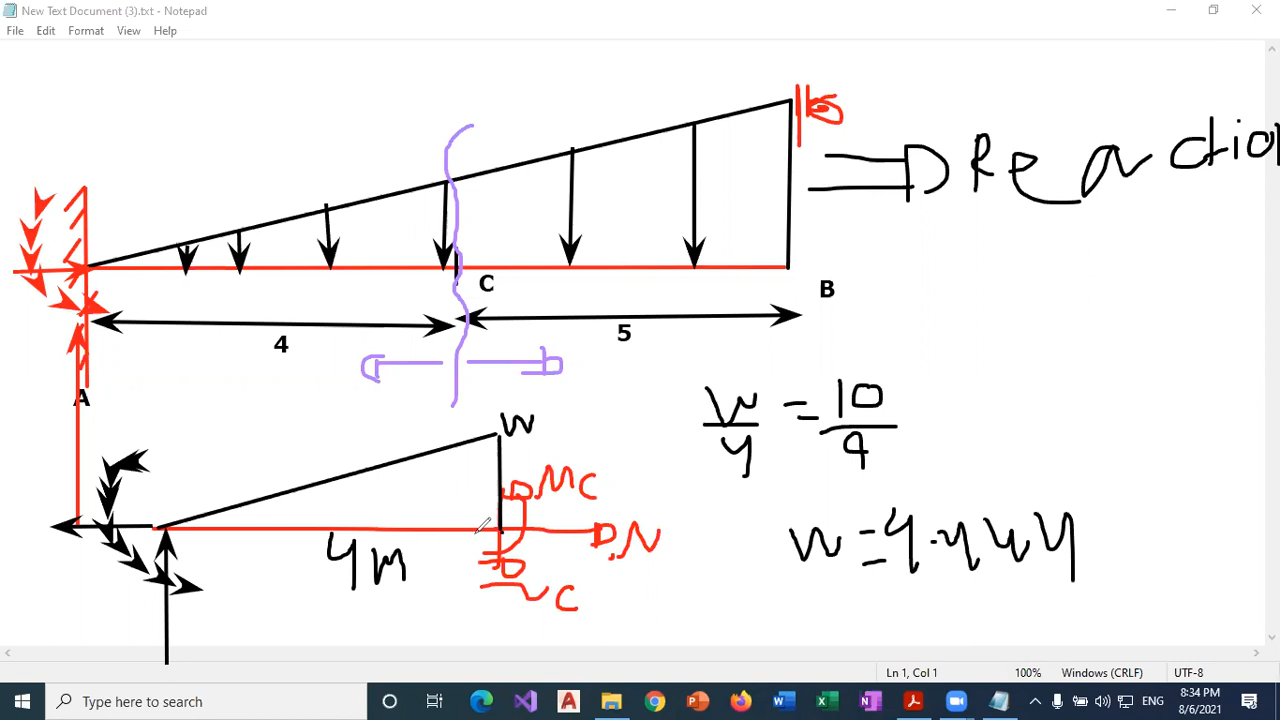 New Text Document (3).txt - Notepad
File Edit Format View Help
Reaction
C
B
4
5
A
W/4 = 10/9
W
MC
N
4m
W = 4.444
C
Ln 1, Col 1 100% Windows (CRLF) UTF-8
Type here to search
ENG
8:34 PM
8/6/2021